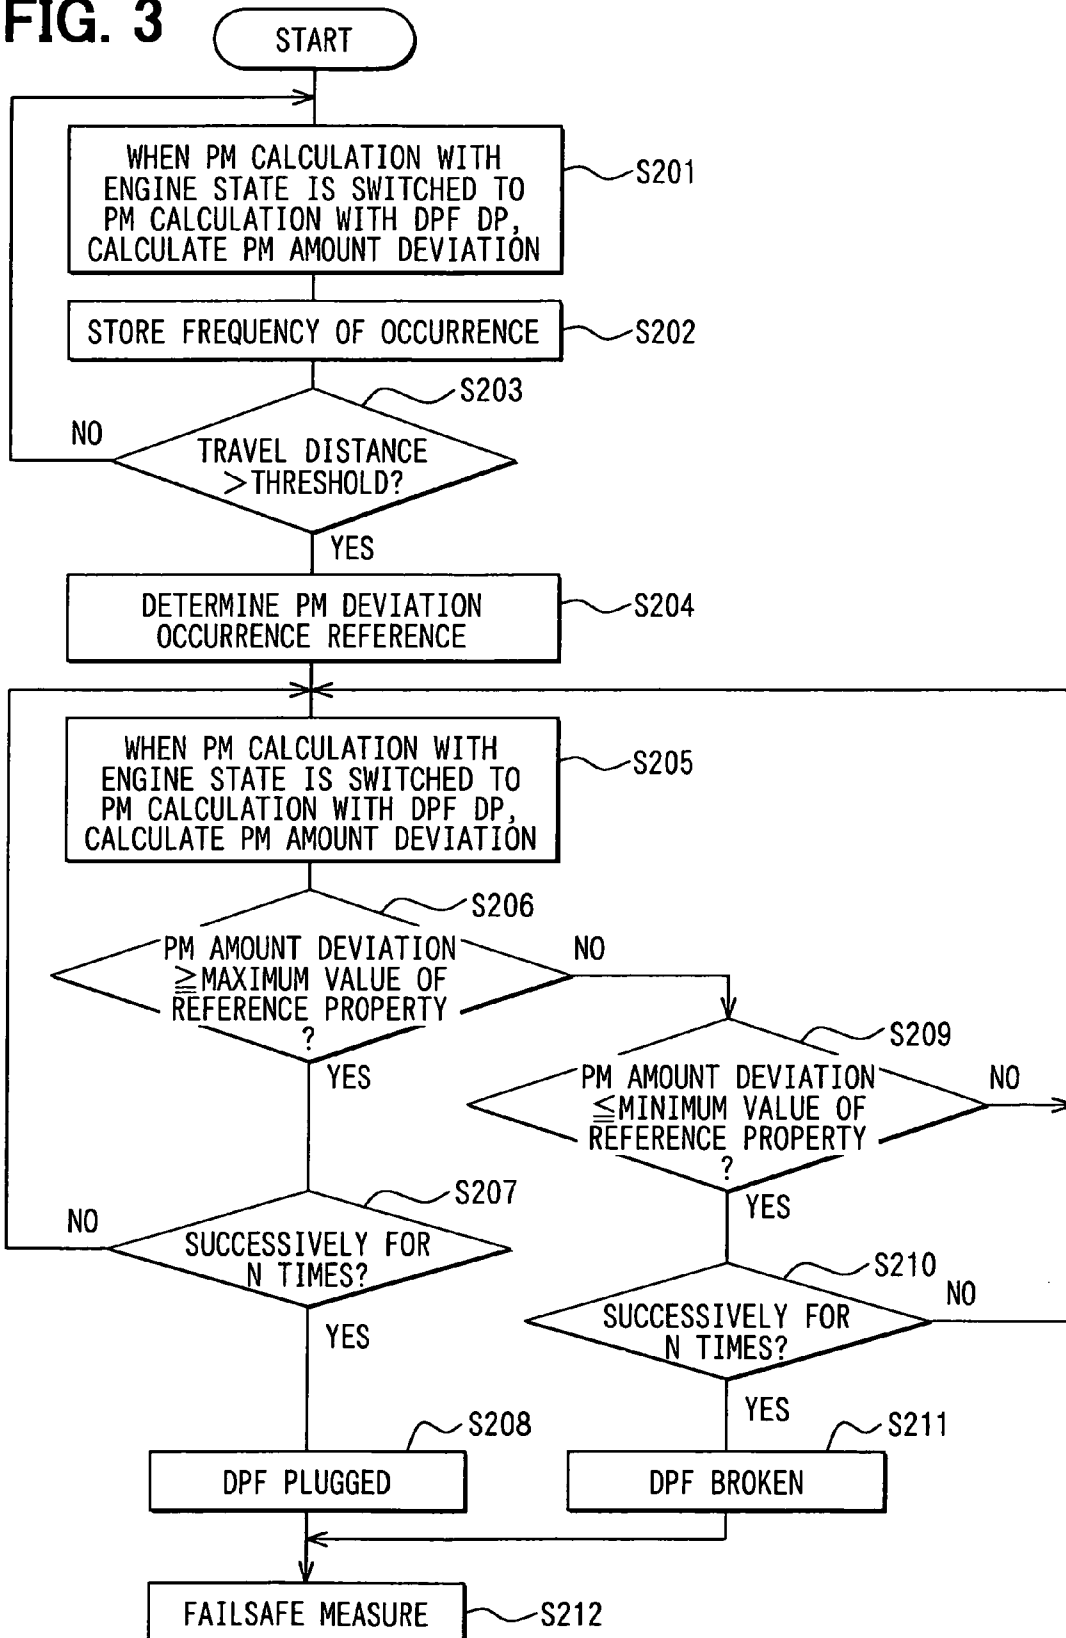 FIG. 3
START
WHEN PM CALCULATION WITH
ENGINE STATE IS SWITCHED TO
PM CALCULATION WITH DPF DP,
CALCULATE PM AMOUNT DEVIATION
S201
STORE FREQUENCY OF OCCURRENCE
S202
S203
NO
TRAVEL DISTANCE
>THRESHOLD?
YES
DETERMINE PM DEVIATION
OCCURRENCE REFERENCE
S204
WHEN PM CALCULATION WITH
ENGINE STATE IS SWITCHED TO
PM CALCULATION WITH DPF DP,
CALCULATE PM AMOUNT DEVIATION
S205
S206
PM AMOUNT DEVIATION
≧MAXIMUM VALUE OF
REFERENCE PROPERTY
?
NO
YES
S209
PM AMOUNT DEVIATION
≦MINIMUM VALUE OF
REFERENCE PROPERTY
?
NO
YES
S207
NO
SUCCESSIVELY FOR
N TIMES?
YES
S210
NO
SUCCESSIVELY FOR
N TIMES?
YES
S208
DPF PLUGGED
S211
DPF BROKEN
FAILSAFE MEASURE
S212